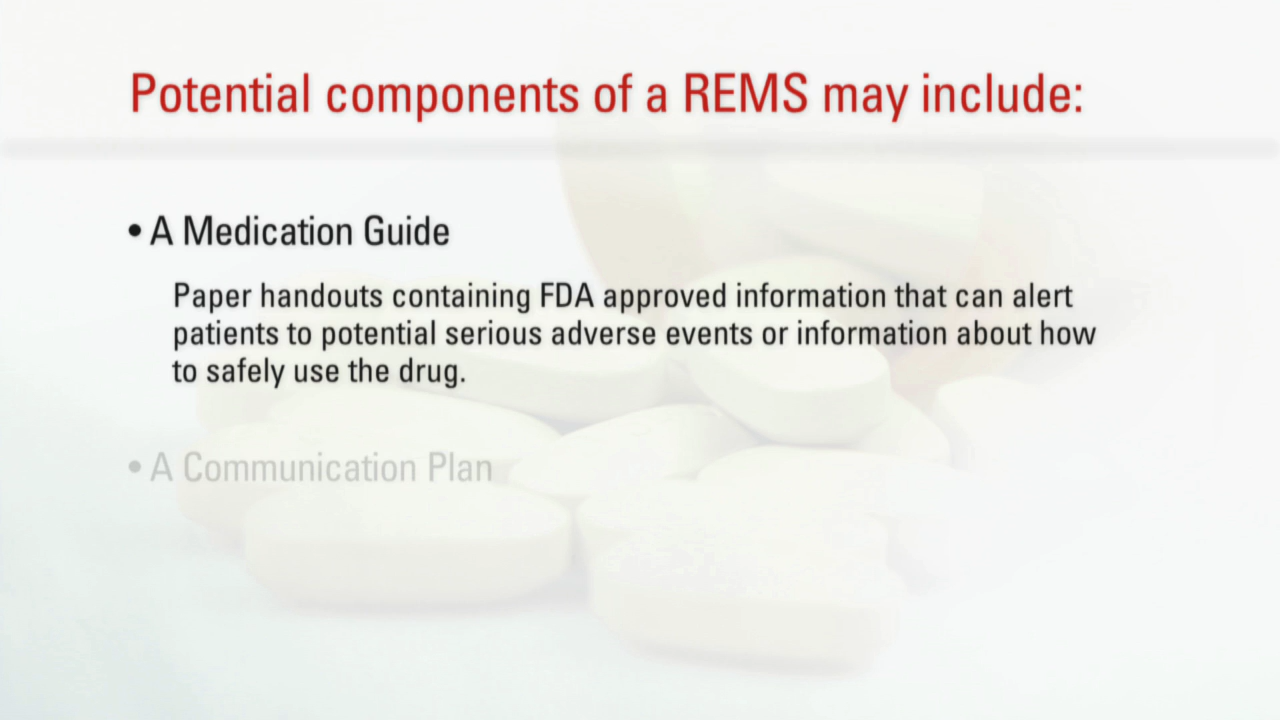 Potential components of a REMS may include:
• A Medication Guide
Paper handouts containing FDA approved information that can alert
patients to potential serious adverse events or information about how
to safely use the drug.
• A Communication Plan